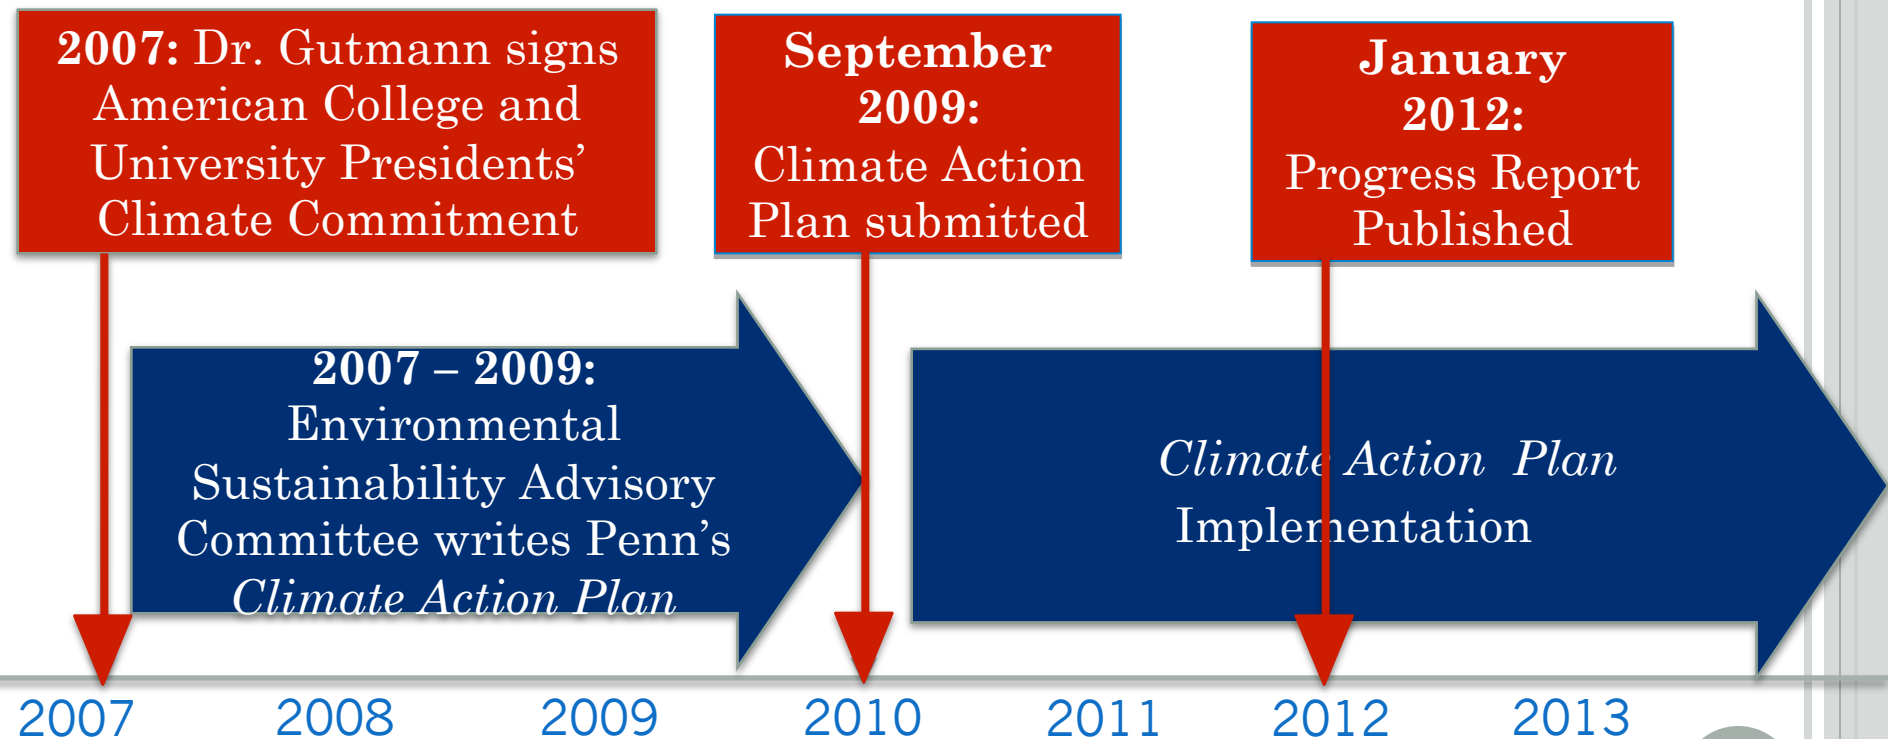 2007: Dr. Gutmann signs
American College and
University Presidents’
Climate Commitment
September
2009:
Climate Action
Plan submitted
January
2012:
Progress Report
Published
2007 – 2009:
Environmental
Sustainability Advisory
Committee writes Penn’s
Climate Action Plan
Climate Action Plan
Implementation
2007 2008 2009 2010 2011 2012 2013